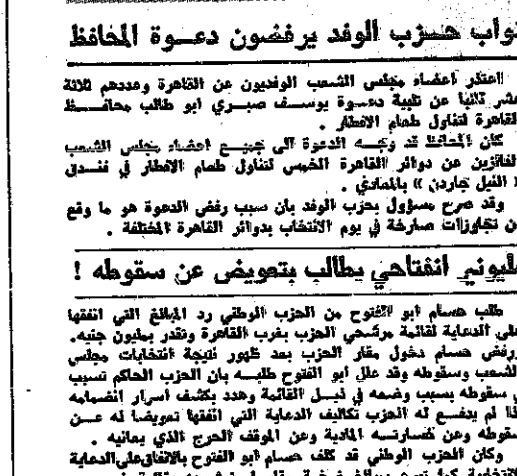 نواب حزب الوفد يرفضون دعوة المحافظ
اعتذر اعضاء مجلس الشعب الوفديون عن القاهرة وعددهم ثلاثة
عشر نائبا عن تلبية دعوة يوسف صبري ابو طالب محافظ
القاهرة لتناول طعام الافطار .
كان المحافظ قد وجه الدعوة الى جميع اعضاء مجلس الشعب
الفائزين عن دوائر القاهرة الخمس لتناول طعام الافطار في فندق
« النيل جاردن » بالمنادي .
وقد صرح مسؤول بحزب الوفد بأن سبب رفض الدعوة هو ما وقع
من تجاوزات صارخة في يوم الانتخاب بدوائر القاهرة المختلفة .
مليونير انفتاحي يطالب بتعويض عن سقوطه !
طلب حسام ابو الفتوح من الحزب الوطني رد المبالغ التي انفقها
على الدعاية لقائمة مرشحي الحزب بغرب القاهرة وتقدر بمليون جنيه.
ورفض حسام دخول مقار الحزب بعد ظهور نتيجة انتخابات مجلس
الشعب وسقوطه وقد علل ابو الفتوح طلبه بان الحزب الحاكم تسبب
في سقوطه بسبب وضعه في ذيل القائمة وهدد بكشف اسرار انضمامه
اذا لم يدفع له الحزب تكاليف الدعاية التي انفقها تعويضا له عن
سقوطه وعن خسارته المادية وعن الموقف الحرج الذي يعانيه .
وكان الحزب الوطني قد كلف حسام ابو الفتوح بالانفاق على الدعاية